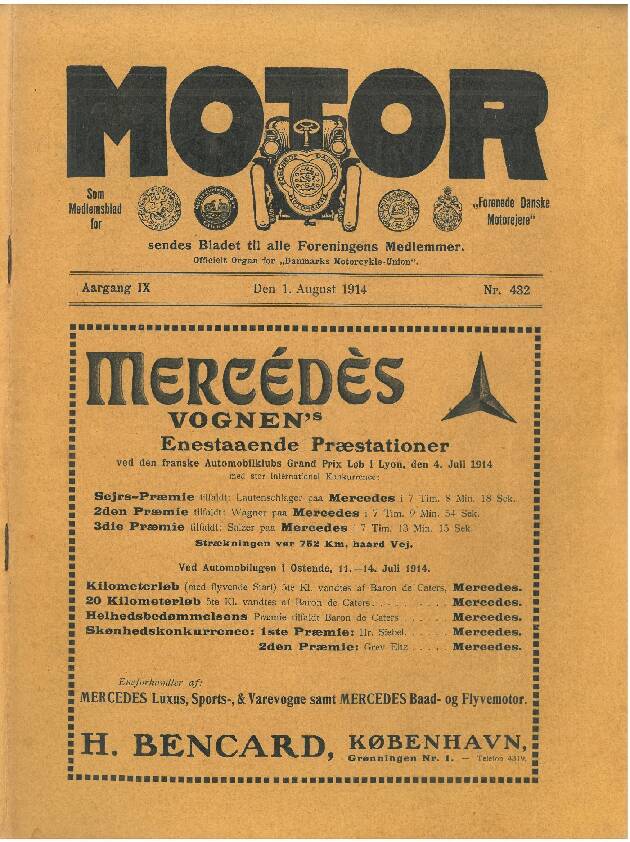 MOTOR
Som
Medlemsblad
for
„Forenede Danske
Motorejere"
sendes Bladet til alle Foreningens Medlemmer.
Officielt Organ for „Danmarks Motorcykle-Union".
Aargang IX Den 1. August 1914 Nr. 432
MERCÉDÈS
VOGNEN's
Enestaaende Præstationer
ved den franske Automobilklubs Grand Prix Løb i Lyon, den 4. Juli 1914
med stor international Konkurrence:
Sejrs-Præmie tilfaldt: Lautenschlager paa Mercedes i 7 Tim. 8 Min. 18 Sek.
2den Præmie tilfaldt: Wagner paa Mercedes i 7 Tim. 9 Min. 54 Sek.
3die Præmie tilfaldt: Salzer paa Mercedes i 7 Tim. 13 Min. 15 Sek.
Strækningen var 752 Km. haard Vej.
Ved Automobilugen i Ostende, 11.—14. Juli 1914.
Kilometerløb (med flyvende Start) 5te Kl. vandtes af Baron de Caters, Mercedes.
20 Kilometerløb 5te Kl. vandtes af Baron de Caters . . . . . . . . . . Mercedes.
Helhedsbedømmelsens Præmie tilfaldt Baron de Caters . . . . . . Mercedes.
Skønhedskonkurrence: 1ste Præmie: Hr. Siebel . . . . . Mercedes.
2den Præmie: Grev Eltz . . . . . Mercedes.
Eneforhandler af:
MERCEDES Luxus, Sports-, & Varevogne samt MERCEDES Baad- og Flyvemotor.
H. BENCARD, KØBENHAVN,
Grønningen Nr. 1. — Telefon 4319.